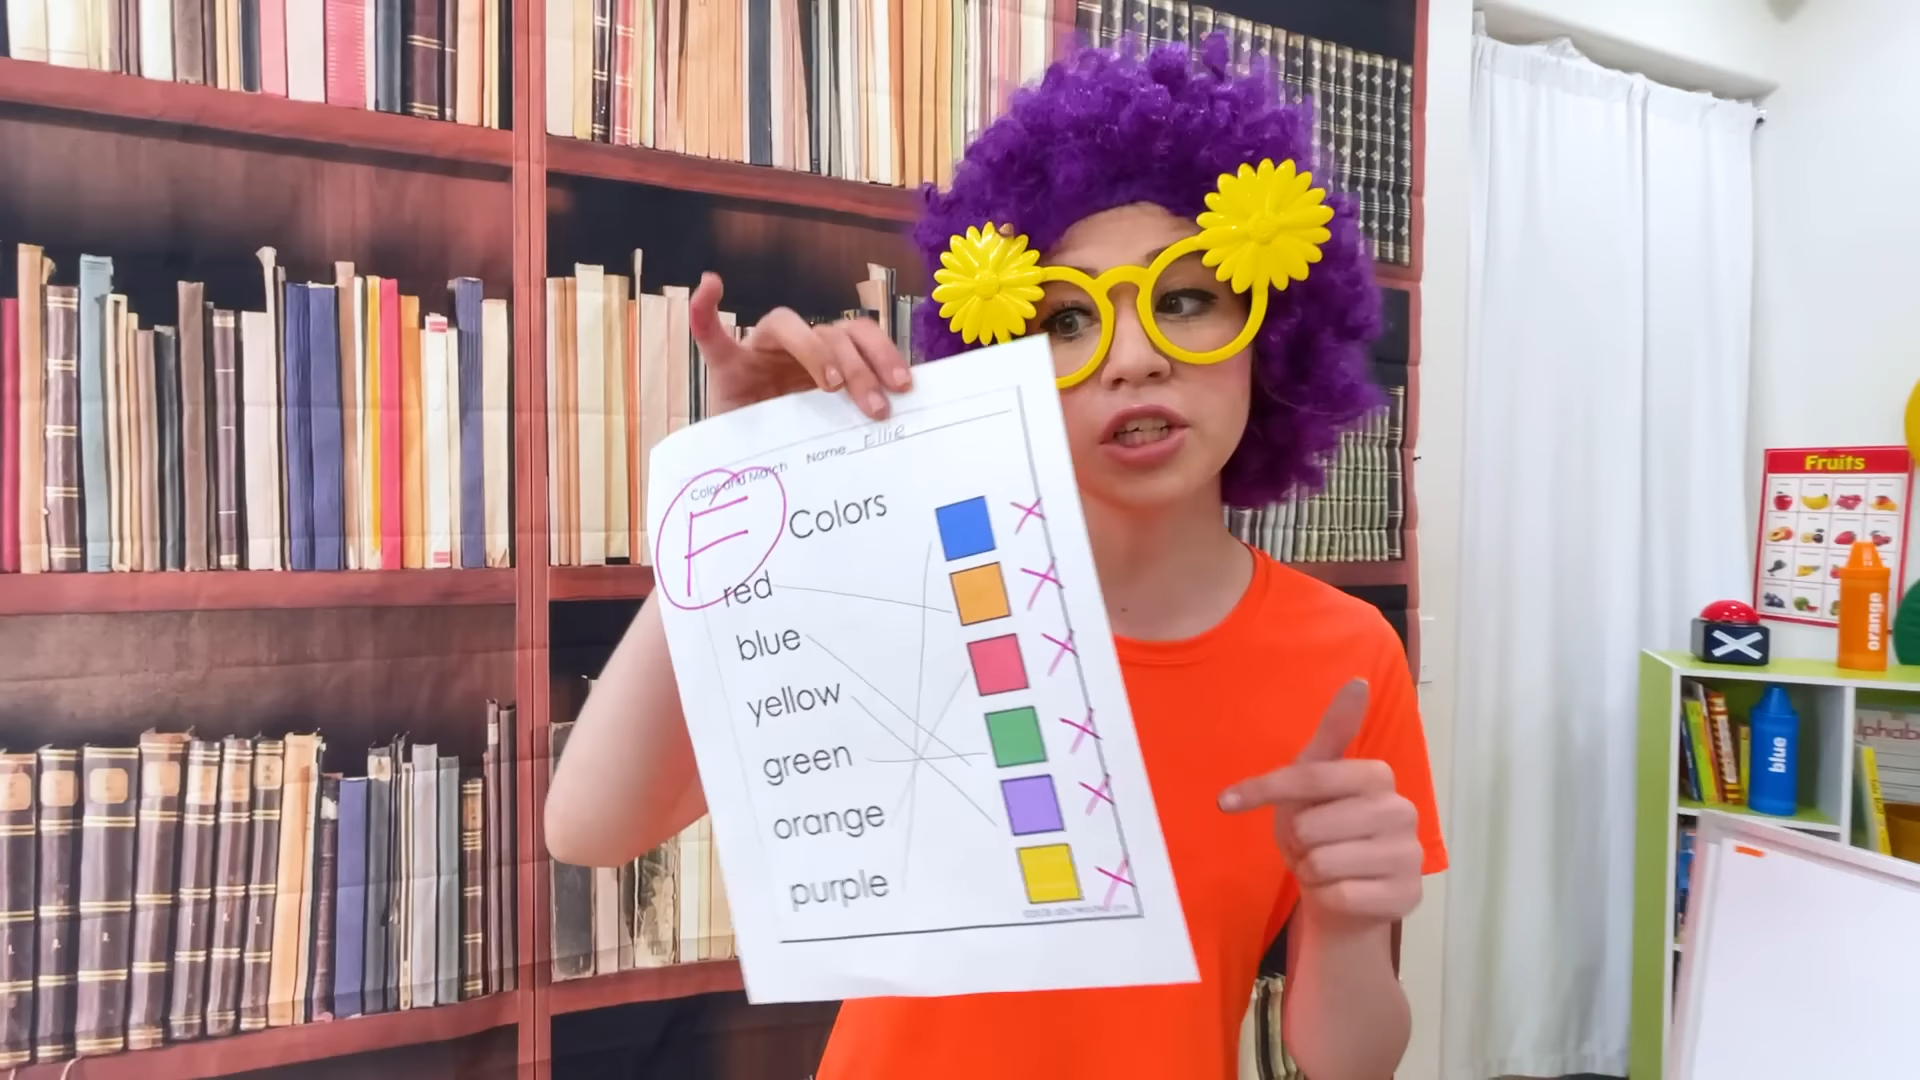 Color and Match Name Ellie
F
Colors
red
blue
yellow
green
orange
purple
Fruits
orange
blue